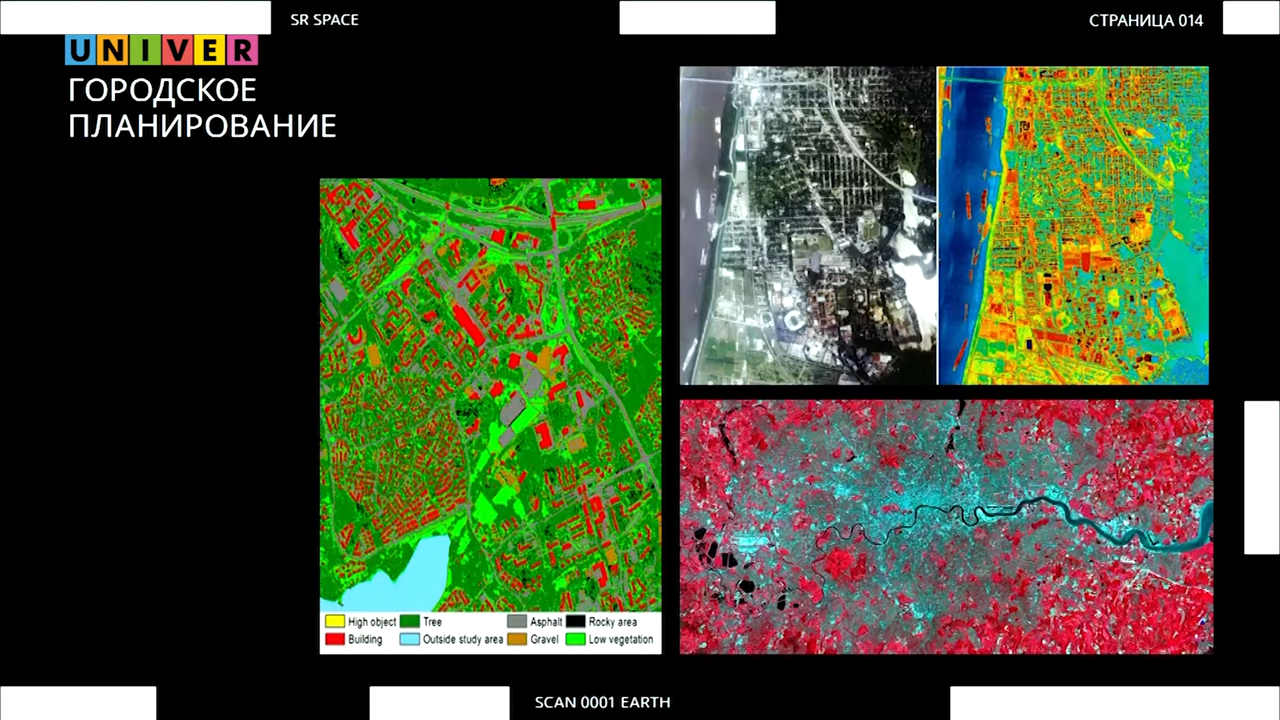 SR SPACE
СТРАНИЦА 014
UNIVER
ГОРОДСКОЕ
ПЛАНИРОВАНИЕ
High object Tree Asphalt Rocky area
Building Outside study area Gravel Low vegetation
SCAN 0001 EARTH